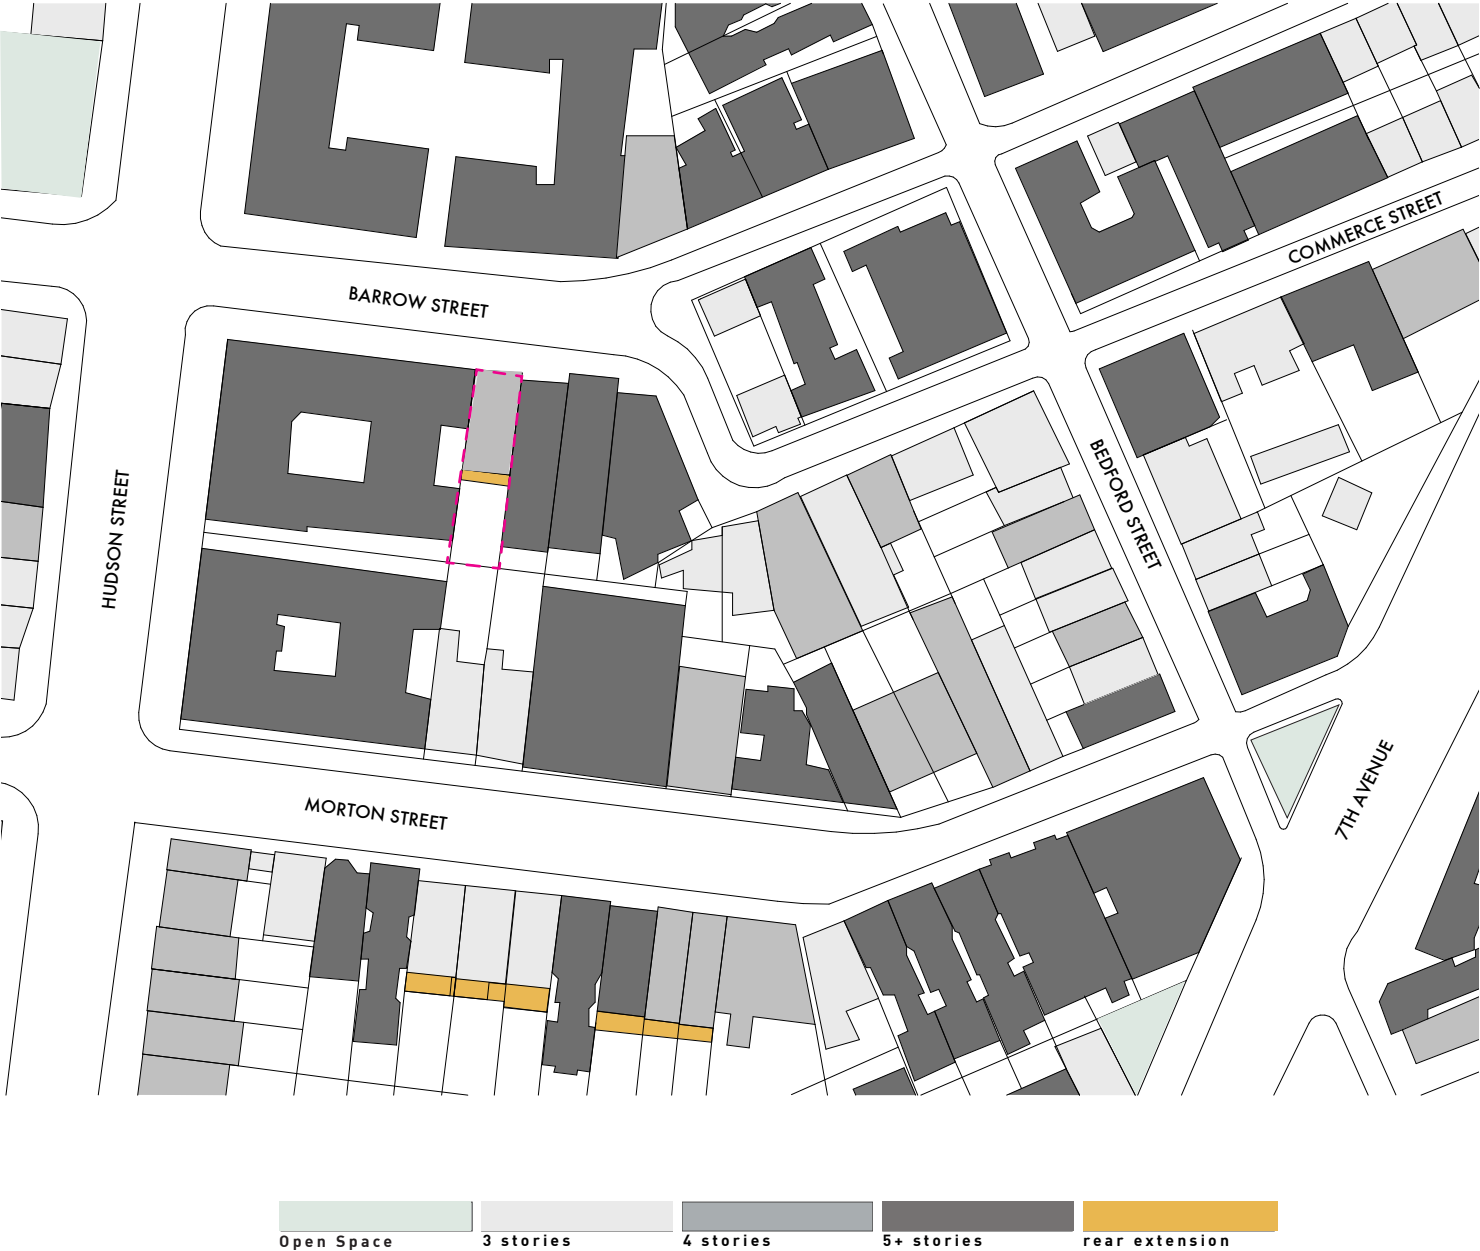 COMMERCE STREET
BARROW STREET
BEDFORD STREET
HUDSON STREET
7TH AVENUE
MORTON STREET
Open Space
3 stories
4 stories
5+ stories
rear extension